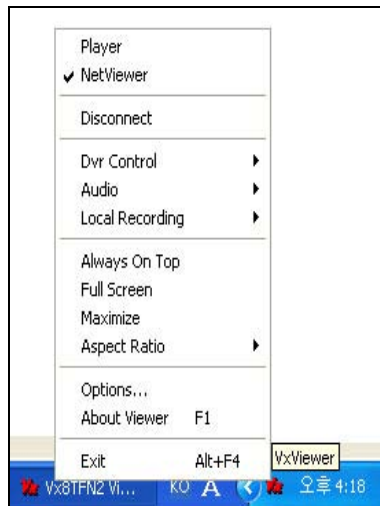 Player
NetViewer
Disconnect
Dvr Control
Audio
Local Recording
Always On Top
Full Screen
Maximize
Aspect Ratio
Options...
About Viewer F1
Exit Alt+F4
VxViewer
Vx8TFN2 Vi... KO A 오후 4:18